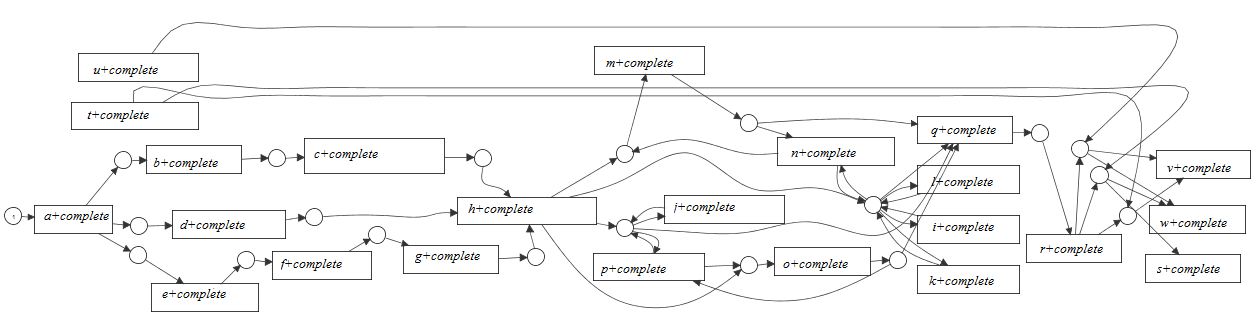 u+complete
m+complete
t+complete
q+complete
b+complete
c+complete
n+complete
v+complete
l+complete
1
a+complete
d+complete
h+complete
j+complete
i+complete
w+complete
r+complete
f+complete
g+complete
p+complete
o+complete
s+complete
e+complete
k+complete